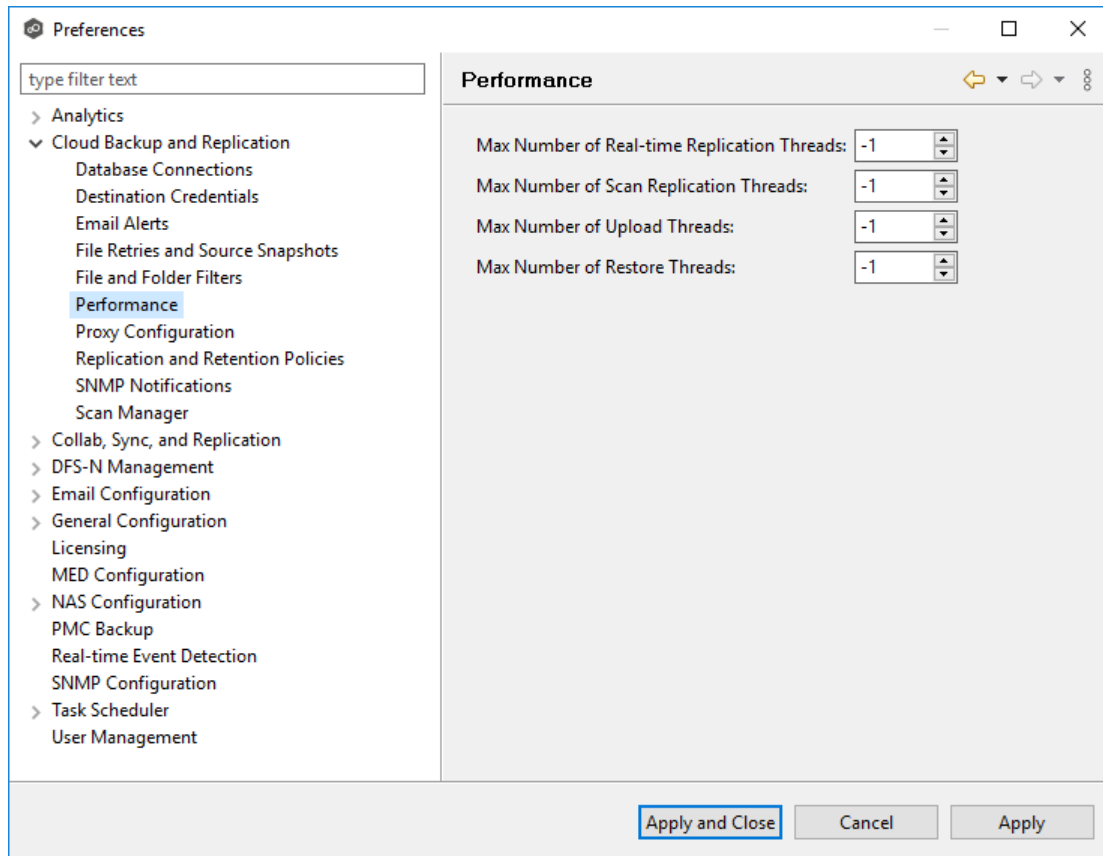 Preferences
type filter text
Analytics
Cloud Backup and Replication
Database Connections
Destination Credentials
Email Alerts
File Retries and Source Snapshots
File and Folder Filters
Performance
Proxy Configuration
Replication and Retention Policies
SNMP Notifications
Scan Manager
Collab, Sync, and Replication
DFS-N Management
Email Configuration
General Configuration
Licensing
MED Configuration
NAS Configuration
PMC Backup
Real-time Event Detection
SNMP Configuration
Task Scheduler
User Management
Performance
Max Number of Real-time Replication Threads: -1
Max Number of Scan Replication Threads: -1
Max Number of Upload Threads: -1
Max Number of Restore Threads: -1
Apply and Close Cancel Apply